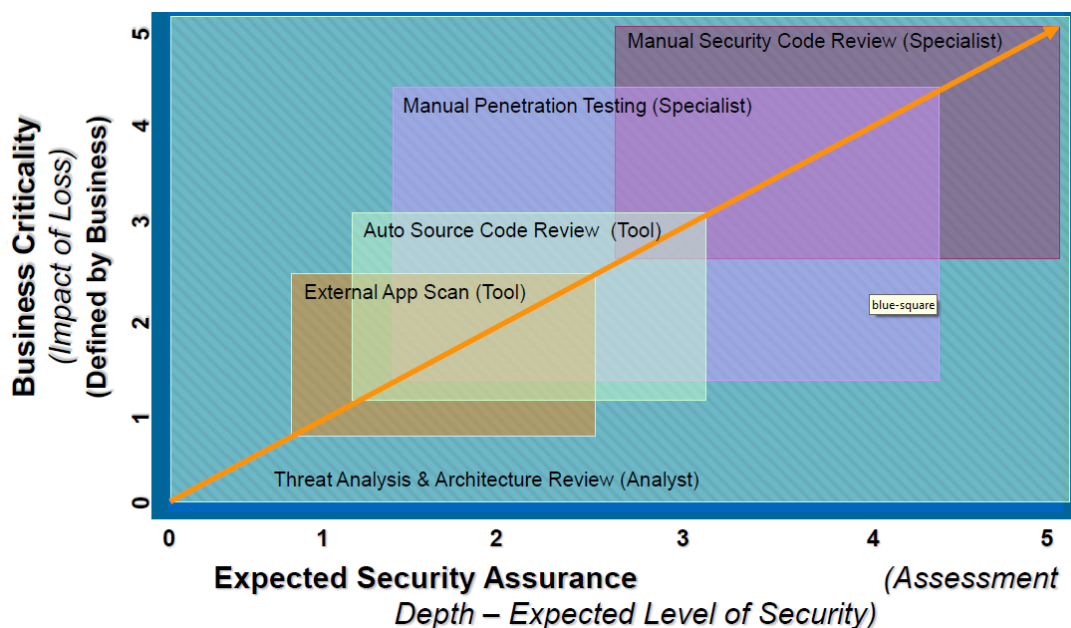 5
Manual Security Code Review (Specialist)
4
Manual Penetration Testing (Specialist)
3
Auto Source Code Review (Tool)
External App Scan (Tool)
2
blue-square
1
Threat Analysis & Architecture Review (Analyst)
0
Business Criticality
(Impact of Loss)
(Defined by Business)
0 1 2 3 4 5
Expected Security Assurance (Assessment
Depth – Expected Level of Security)